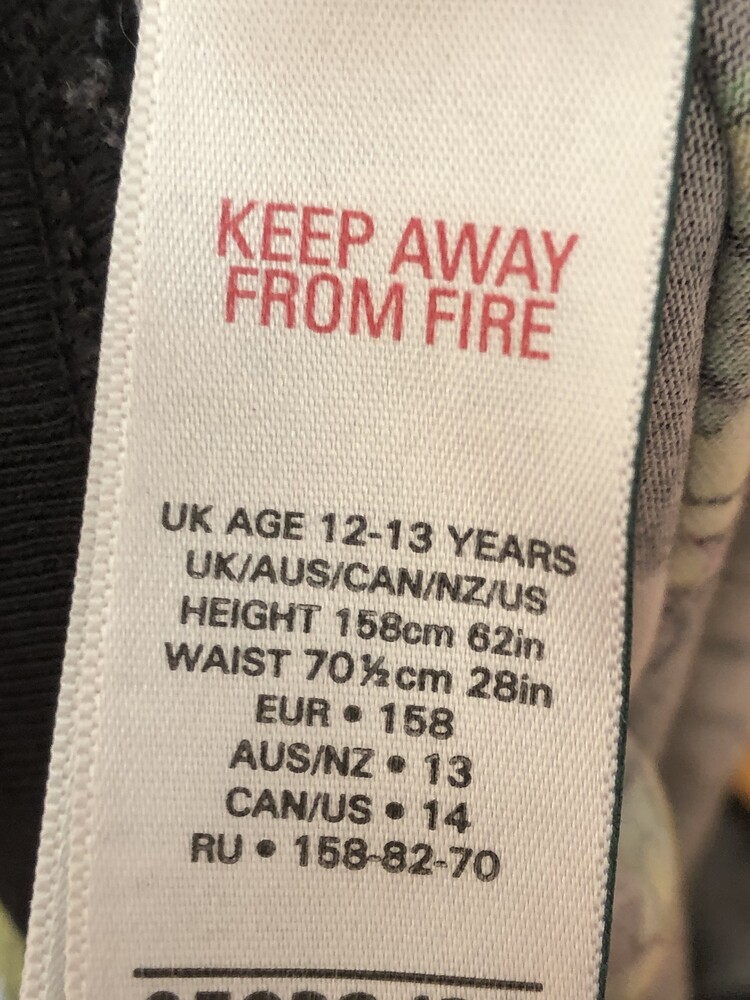 KEEP AWAY
FROM FIRE
UK AGE 12-13 YEARS
UK/AUS/CAN/NZ/US
HEIGHT 158cm 62in
WAIST 70½cm 28in
EUR • 158
AUS/NZ • 13
CAN/US • 14
RU • 158-82-70